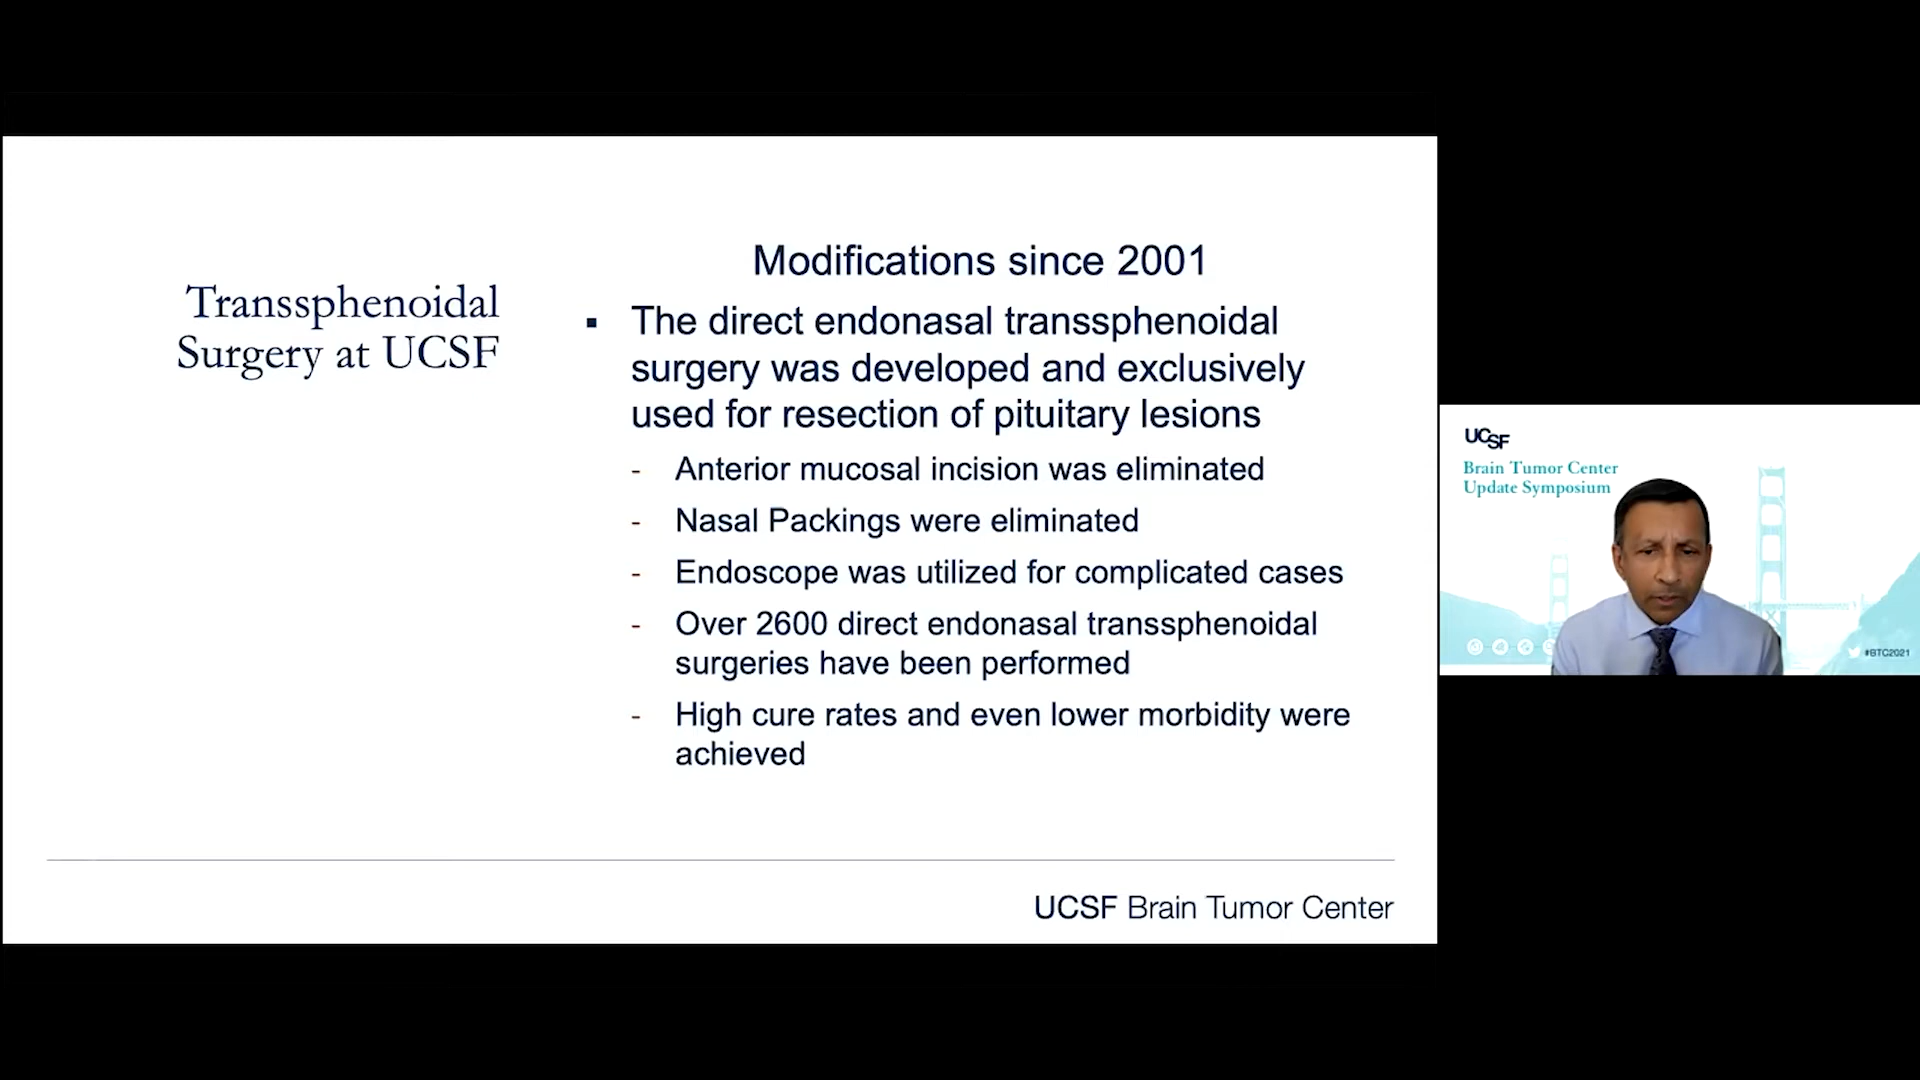 Transsphenoidal
Surgery at UCSF
Modifications since 2001
▪ The direct endonasal transsphenoidal
surgery was developed and exclusively
used for resection of pituitary lesions
- Anterior mucosal incision was eliminated
- Nasal Packings were eliminated
- Endoscope was utilized for complicated cases
- Over 2600 direct endonasal transsphenoidal
surgeries have been performed
- High cure rates and even lower morbidity were
achieved
UCSF Brain Tumor Center
UCSF
Brain Tumor Center
Update Symposium
#BTC2021